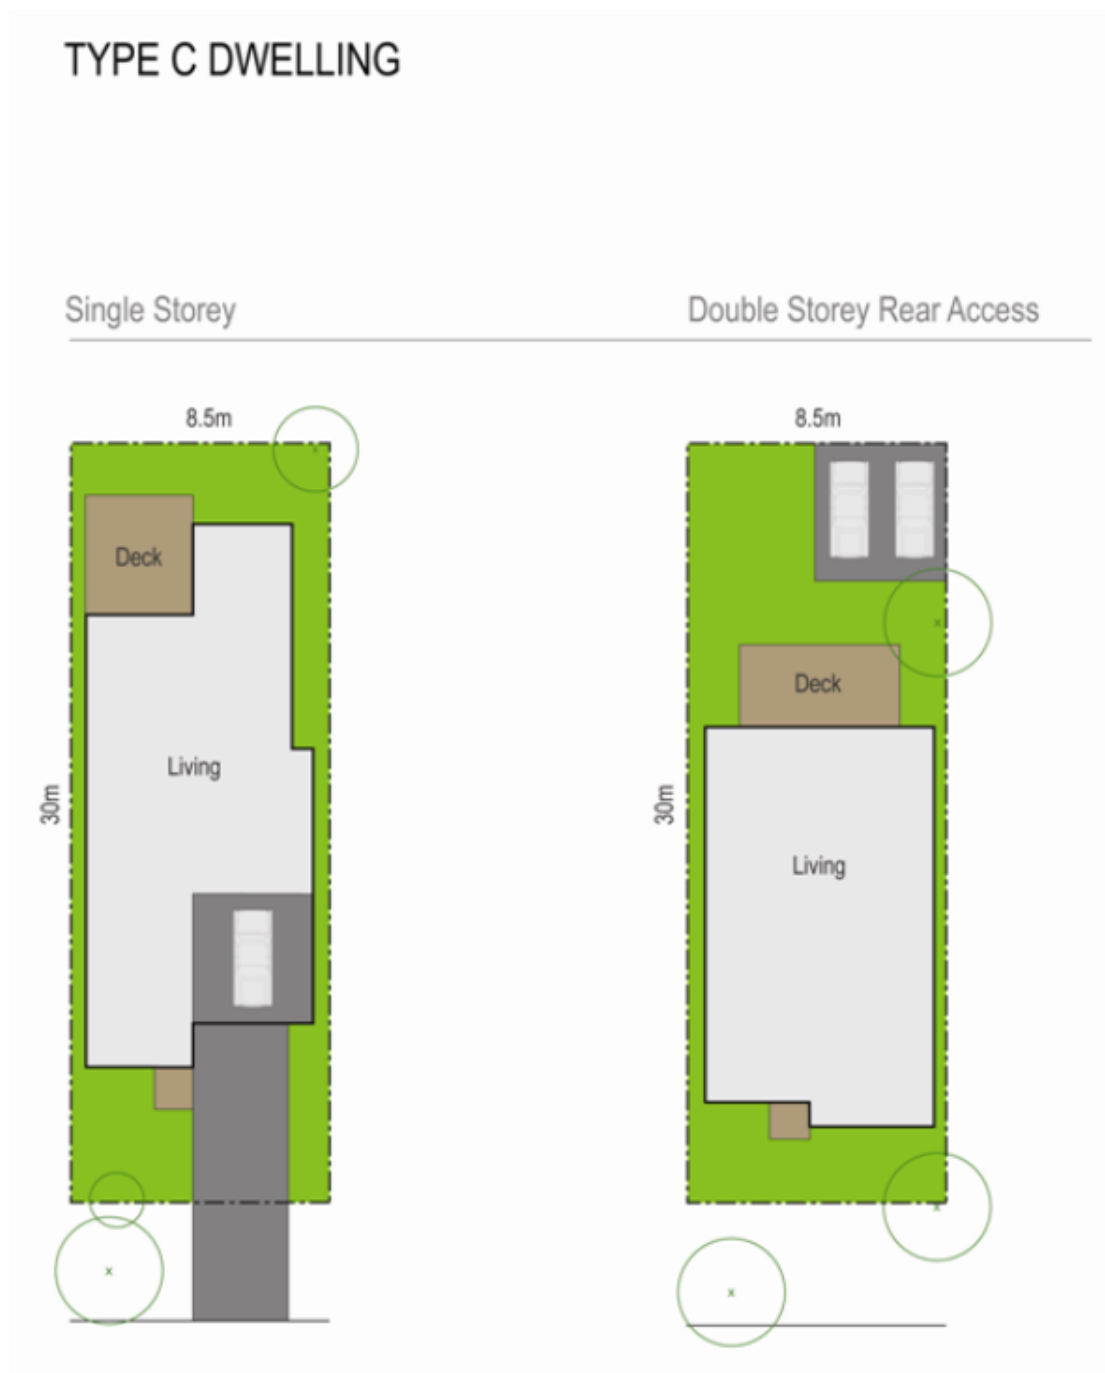 TYPE C DWELLING
Single Storey
Double Storey Rear Access
8.5m
Deck
Living
30m
8.5m
Deck
Living
30m